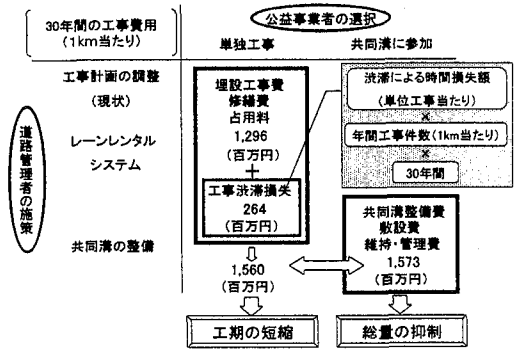 30年間の工事費用
(1km当たり)
公益事業者の選択
単独工事
共同溝に参加
道路管理者の施策
工事計画の調整
(現状)
レーンレンタル
システム
共同溝の整備
埋設工事費
修繕費
占用料
1,296
(百万円)
+
工事渋滞損失
264
(百万円)
1,560
(百万円)
渋滞による時間損失額
(単位工事当たり)
×
年間工事件数(1km当たり)
×
30年間
共同溝整備費
敷設費
維持・管理費
1,573
(百万円)
工期の短縮
総量の抑制